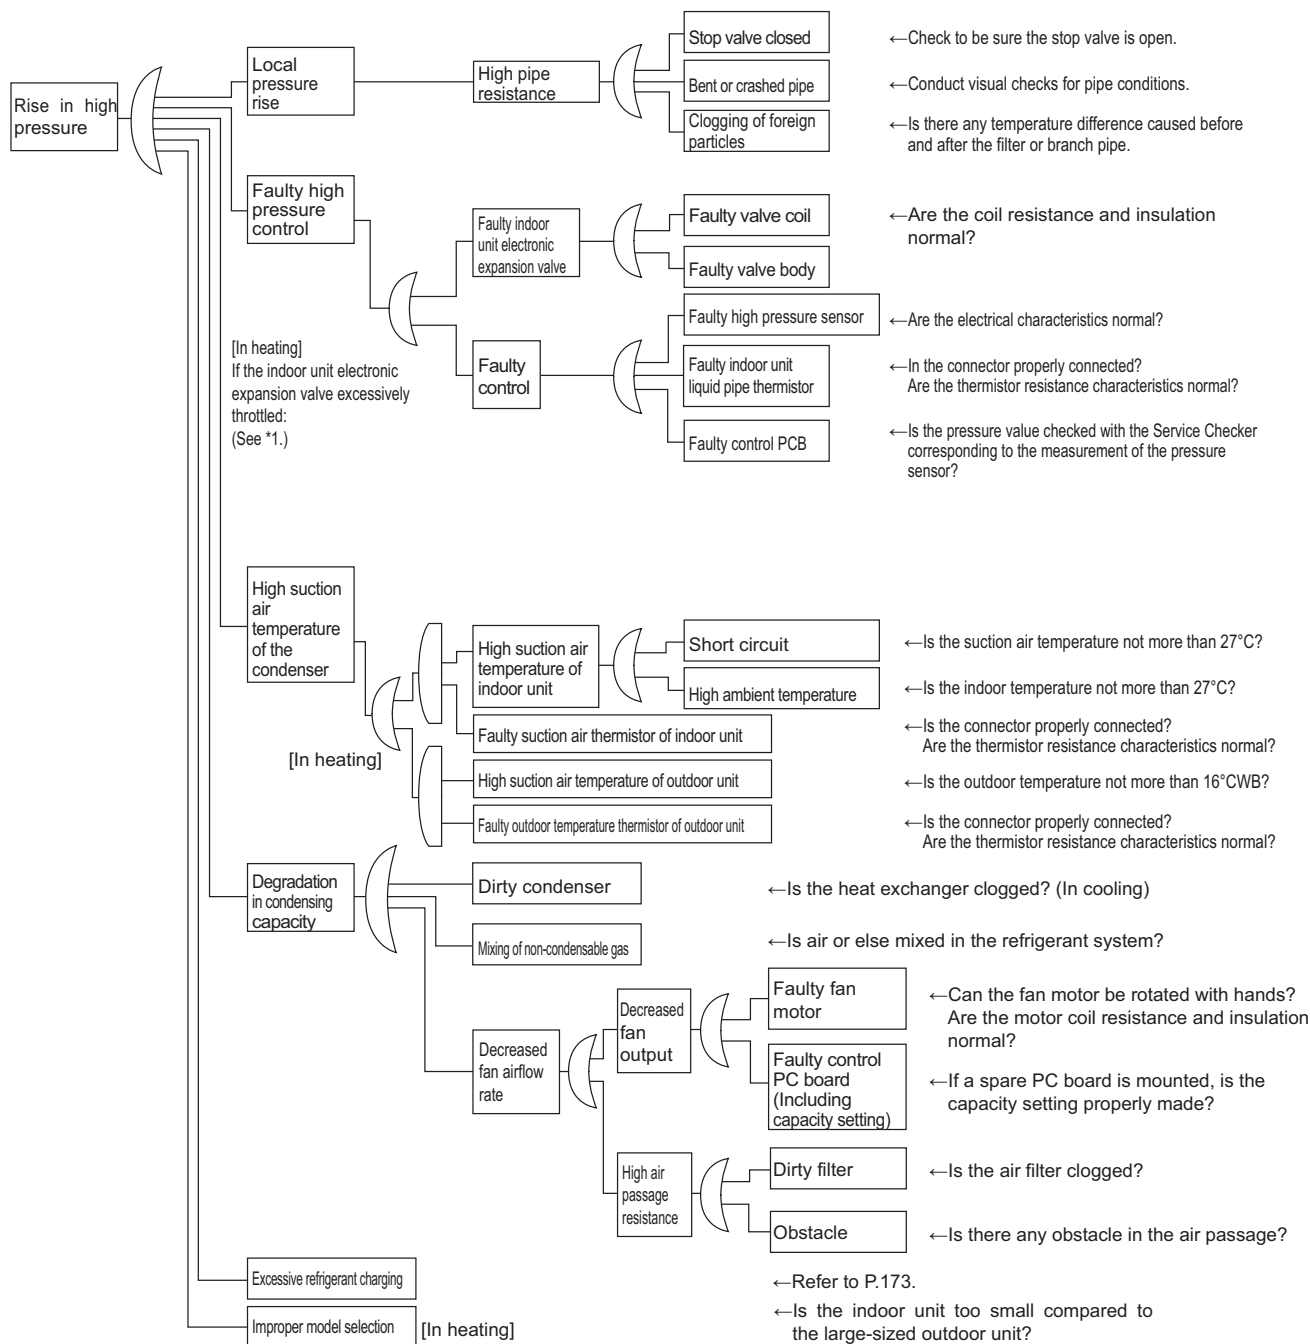 Rise in high
pressure
Local
pressure
rise
High pipe
resistance
Stop valve closed
←Check to be sure the stop valve is open.
Bent or crashed pipe
←Conduct visual checks for pipe conditions.
Clogging of foreign
particles
←Is there any temperature difference caused before
and after the filter or branch pipe.
Faulty high
pressure
control
[In heating]
If the indoor unit electronic
expansion valve excessively
throttled:
(See *1.)
Faulty indoor
unit electronic
expansion valve
Faulty valve coil
←Are the coil resistance and insulation
normal?
Faulty valve body
Faulty
control
Faulty high pressure sensor
←Are the electrical characteristics normal?
Faulty indoor unit
liquid pipe thermistor
←In the connector properly connected?
Are the thermistor resistance characteristics normal?
Faulty control PCB
←Is the pressure value checked with the Service Checker
corresponding to the measurement of the pressure
sensor?
High suction
air
temperature
of the
condenser
[In heating]
High suction air
temperature of
indoor unit
Short circuit
←Is the suction air temperature not more than 27°C?
High ambient temperature
←Is the indoor temperature not more than 27°C?
Faulty suction air thermistor of indoor unit
←Is the connector properly connected?
Are the thermistor resistance characteristics normal?
High suction air temperature of outdoor unit
←Is the outdoor temperature not more than 16°CWB?
Faulty outdoor temperature thermistor of outdoor unit
←Is the connector properly connected?
Are the thermistor resistance characteristics normal?
Degradation
in condensing
capacity
Dirty condenser
←Is the heat exchanger clogged? (In cooling)
Mixing of non-condensable gas
←Is air or else mixed in the refrigerant system?
Decreased
fan airflow
rate
Decreased
fan
output
Faulty fan
motor
←Can the fan motor be rotated with hands?
Are the motor coil resistance and insulation
normal?
Faulty control
PC board
(Including
capacity setting)
←If a spare PC board is mounted, is the
capacity setting properly made?
High air
passage
resistance
Dirty filter
←Is the air filter clogged?
Obstacle
←Is there any obstacle in the air passage?
Excessive refrigerant charging
←Refer to P.173.
Improper model selection
[In heating]
←Is the indoor unit too small compared to
the large-sized outdoor unit?